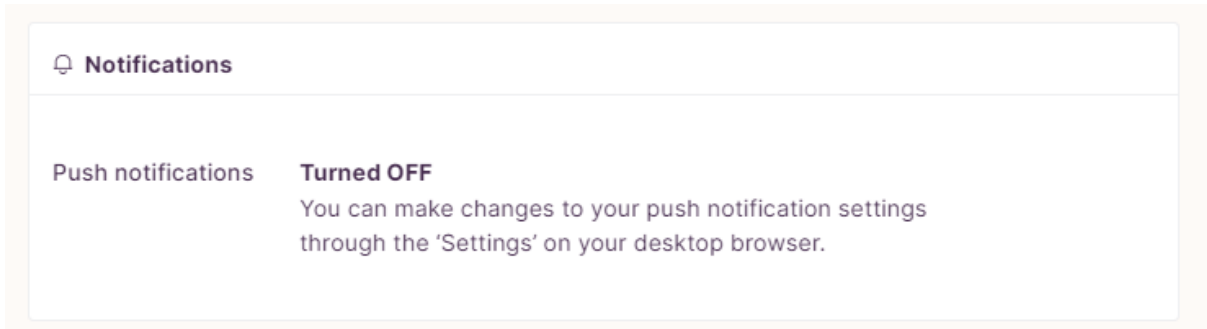 Notifications
Push notifications
Turned OFF
You can make changes to your push notification settings
through the ‘Settings’ on your desktop browser.